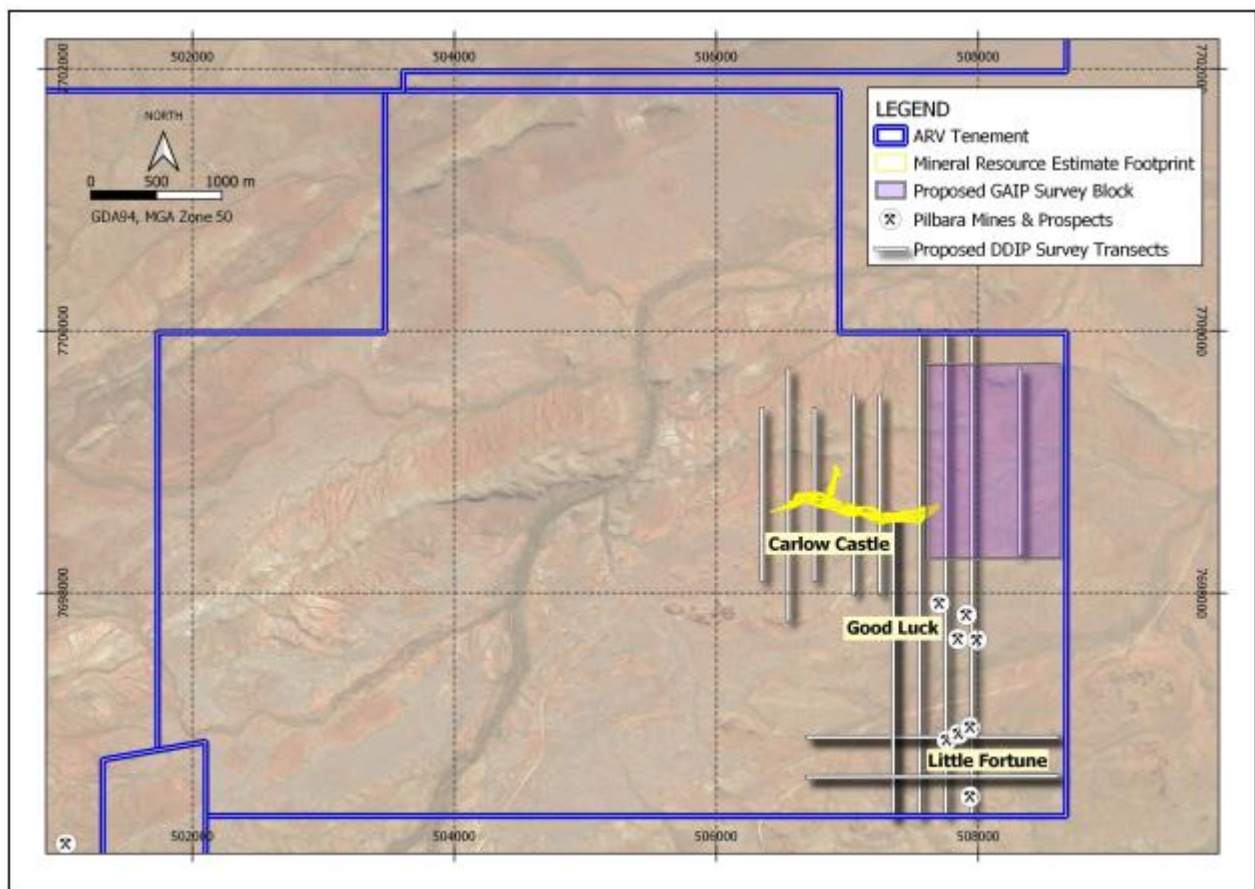 502000
504000
506000
508000
7702000
7702000
LEGEND
ARV Tenement
Mineral Resource Estimate Footprint
Proposed GAIP Survey Block
Pilbara Mines & Prospects
Proposed DDIP Survey Transects
NORTH
0 500 1000 m
GDA94, MGA Zone 50
7700000
7700000
Carlow Castle
7698000
7698000
Good Luck
Little Fortune
502000
504000
506000
508000